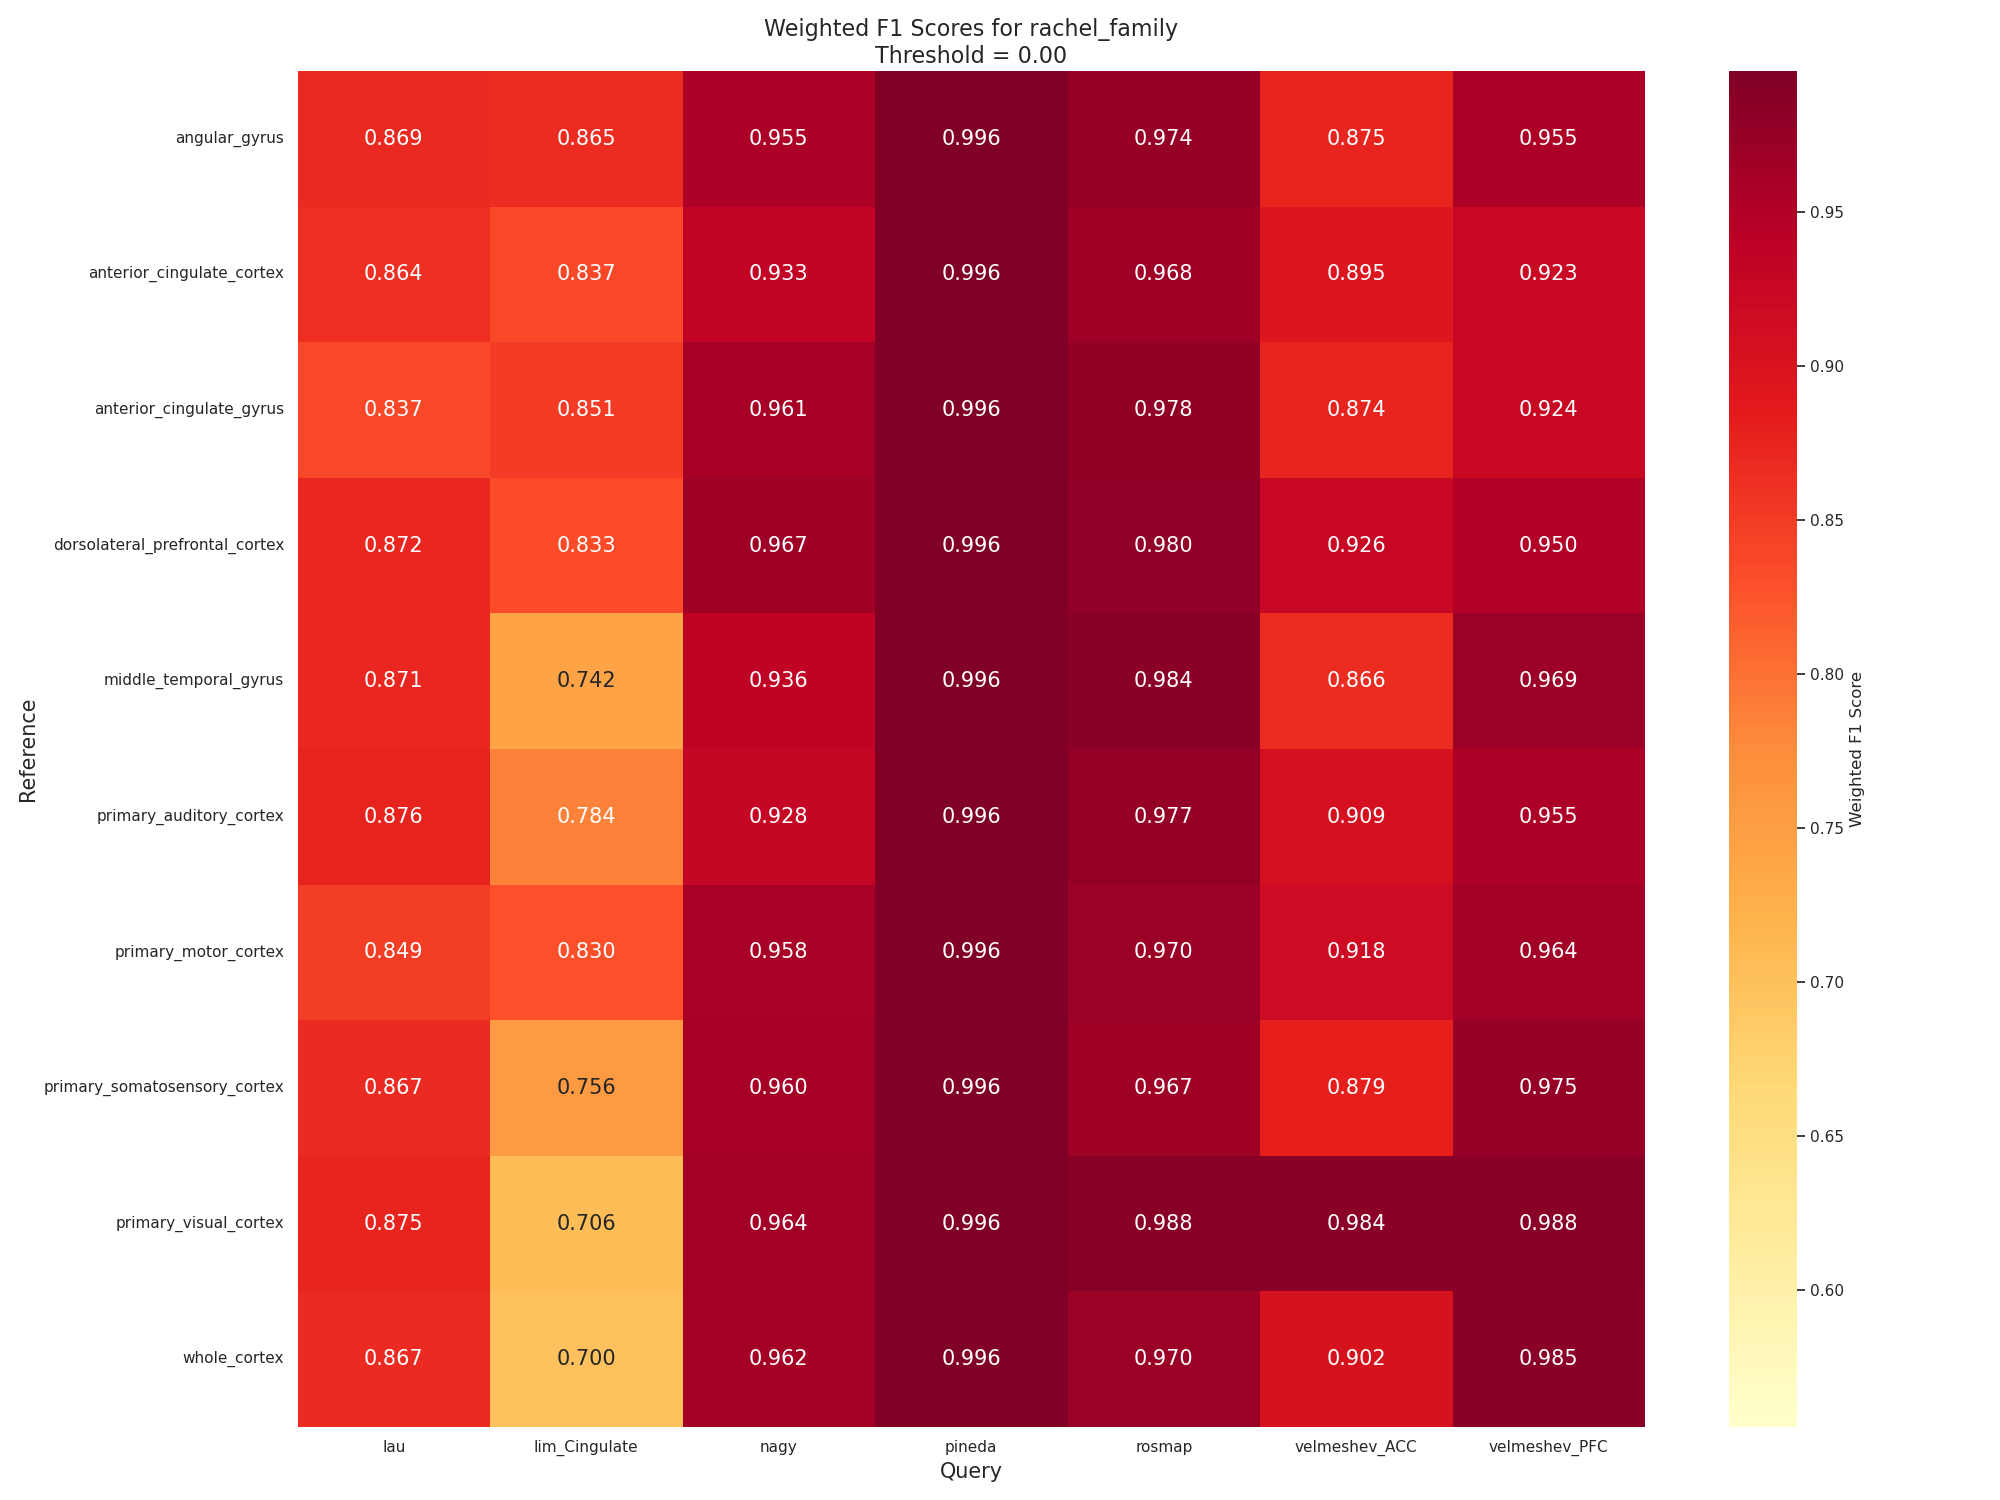 Weighted F1 Scores for rachel_family
Threshold = 0.00
angular_gyrus 0.869 0.865 0.955 0.996 0.974 0.875 0.955
0.95
anterior_cingulate_cortex 0.864 0.837 0.933 0.996 0.968 0.895 0.923
0.90
anterior_cingulate_gyrus 0.837 0.851 0.961 0.996 0.978 0.874 0.924
0.85
dorsolateral_prefrontal_cortex 0.872 0.833 0.967 0.996 0.980 0.926 0.950
0.80
middle_temporal_gyrus 0.871 0.742 0.936 0.996 0.984 0.866 0.969
Reference
Weighted F1 Score
primary_auditory_cortex 0.876 0.784 0.928 0.996 0.977 0.909 0.955
0.75
primary_motor_cortex 0.849 0.830 0.958 0.996 0.970 0.918 0.964
0.70
primary_somatosensory_cortex 0.867 0.756 0.960 0.996 0.967 0.879 0.975
0.65
primary_visual_cortex 0.875 0.706 0.964 0.996 0.988 0.984 0.988
0.60
whole_cortex 0.867 0.700 0.962 0.996 0.970 0.902 0.985
lau lim_Cingulate nagy pineda rosmap velmeshev_ACC velmeshev_PFC
Query